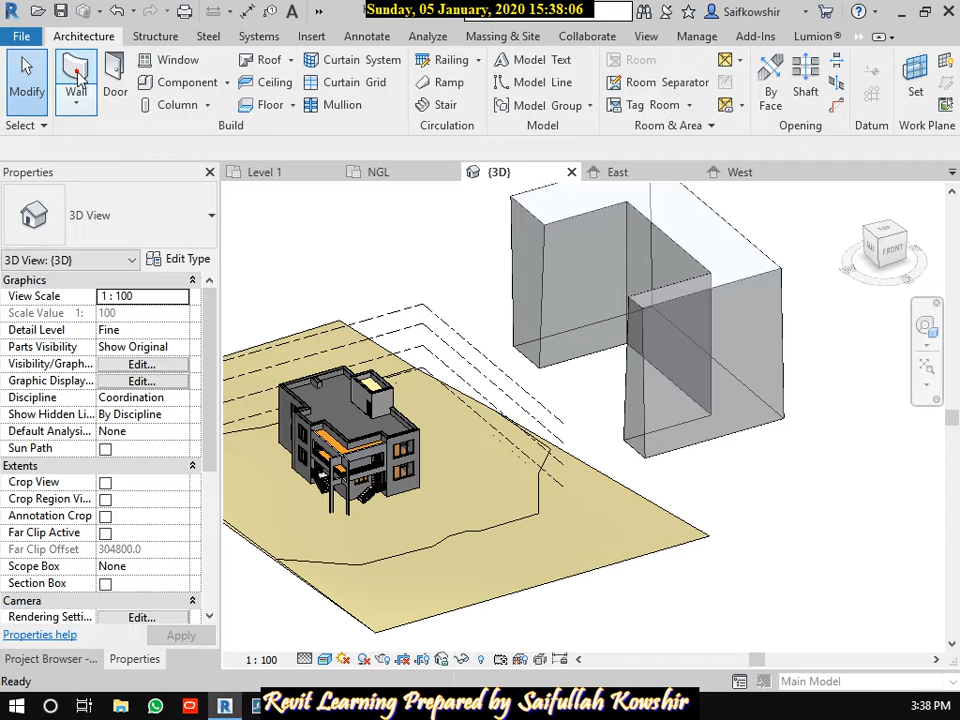 Sunday, 05 January, 2020 15:38:06
Saifkowshir
File Architecture Structure Steel Systems Insert Annotate Analyze Massing & Site Collaborate View Manage Add-Ins Lumion®
Modify Wall Door
Window Roof Curtain System Railing Model Text Room
Component Ceiling Curtain Grid Ramp Model Line Room Separator
Column Floor Mullion Stair Model Group Tag Room
By Face Shaft Set
Select Build Circulation Model Room & Area Opening Datum Work Plane
Properties
Level 1 NGL {3D} East West
3D View
3D View: {3D} Edit Type
Graphics
View Scale 1 : 100
Scale Value 1: 100
Detail Level Fine
Parts Visibility Show Original
Visibility/Graph... Edit...
Graphic Display... Edit...
Discipline Coordination
Show Hidden Li... By Discipline
Default Analysi... None
Sun Path
Extents
Crop View
Crop Region Vi...
Annotation Crop
Far Clip Active
Far Clip Offset 304800.0
Scope Box None
Section Box
Camera
Rendering Setti... Edit...
Properties help Apply
TOP
FRONT
Project Browser -... Properties
1 : 100
Ready
Main Model
Revit Learning Prepared by Saifullah Kowshir
3:38 PM